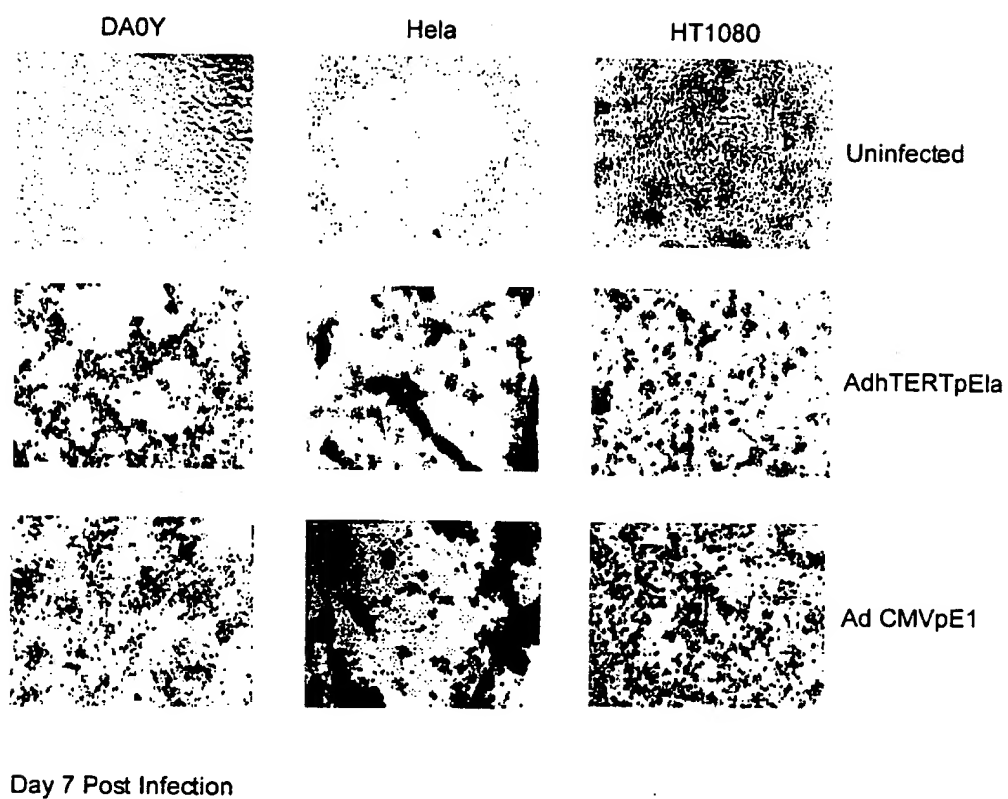 DA0Y Hela HT1080
Uninfected
AdhTERTpEla
Ad CMVpE1
Day 7 Post Infection